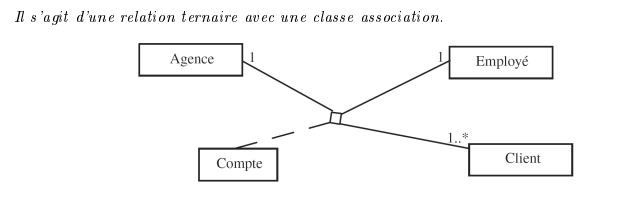 Il s'agit d'une relation ternaire avec une classe association.
Agence 1
1 Employé
1..*
Compte
Client